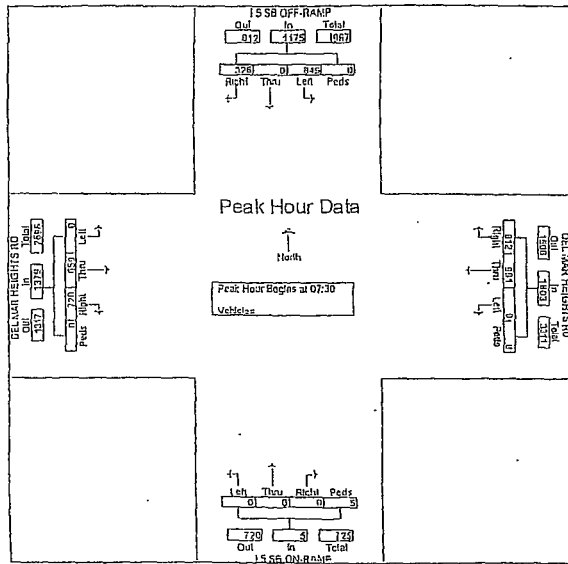 I 5 SB OFF-RAMP
Out In Total
812 1175 1987
326 0 849 0
Right Thru Left Peds
Peak Hour Data
North
Peak Hour Begins at 07:30
Vehicles
DEL MAR HEIGHTS RD
Total In Out
2696 1379 1317
0 659 720 0
Left Thru Right Peds
DEL MAR HEIGHTS RD
Out In Total
1508 1803 3311
812 991 0 0
Right Thru Left Peds
Left Thru Right Peds
0 0 0 5
720 5 725
Out In Total
I 5 SB ON-RAMP